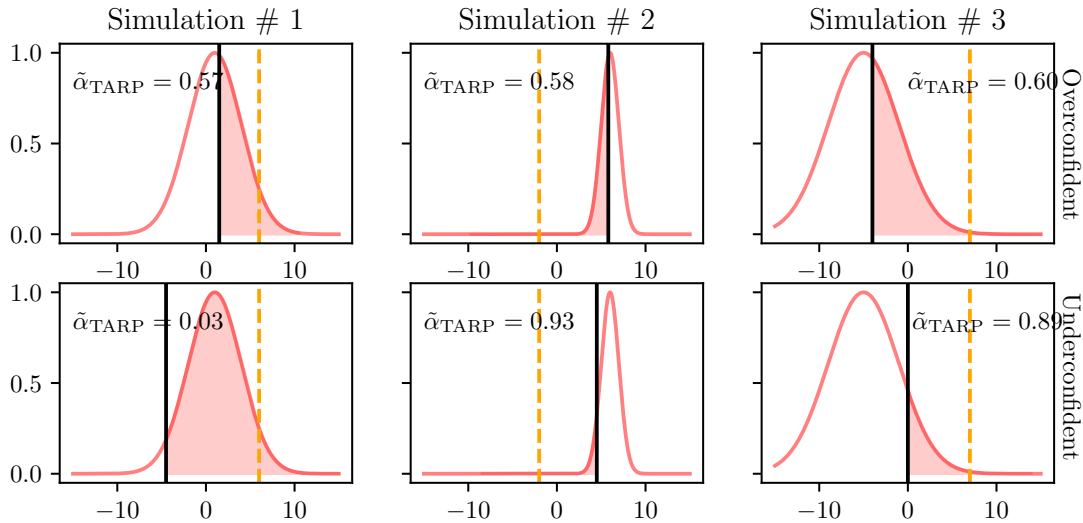 Simulation # 1
Simulation # 2
Simulation # 3
1.0
0.5
0.0
α̃TARP = 0.57
α̃TARP = 0.58
α̃TARP = 0.60
Overconfident
−10 0 10
−10 0 10
−10 0 10
1.0
0.5
0.0
α̃TARP = 0.03
α̃TARP = 0.93
α̃TARP = 0.89
Underconfident
−10 0 10
−10 0 10
−10 0 10